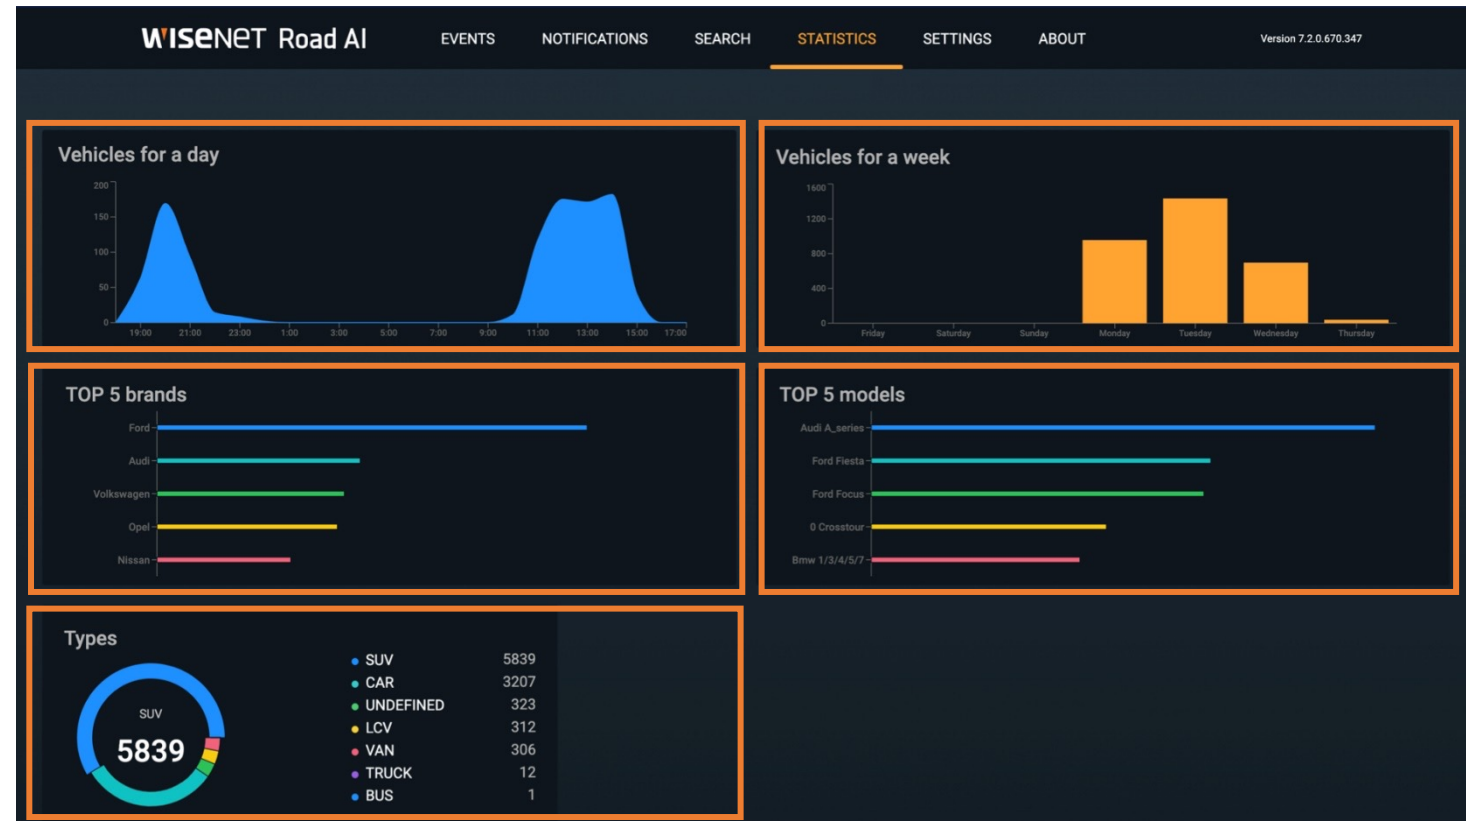 WISENET Road AI EVENTS NOTIFICATIONS SEARCH STATISTICS SETTINGS ABOUT Version 7.2.0.670.347
Vehicles for a day
200
150
100
50
0
19:00 21:00 23:00 1:00 3:00 5:00 7:00 9:00 11:00 13:00 15:00 17:00
Vehicles for a week
1600
1200
800
400
0
Friday Saturday Sunday Monday Tuesday Wednesday Thursday
TOP 5 brands
Ford
Audi
Volkswagen
Opel
Nissan
TOP 5 models
Audi A_series
Ford Fiesta
Ford Focus
0 Crosstour
Bmw 1/3/4/5/7
Types
SUV
5839
SUV 5839
CAR 3207
UNDEFINED 323
LCV 312
VAN 306
TRUCK 12
BUS 1